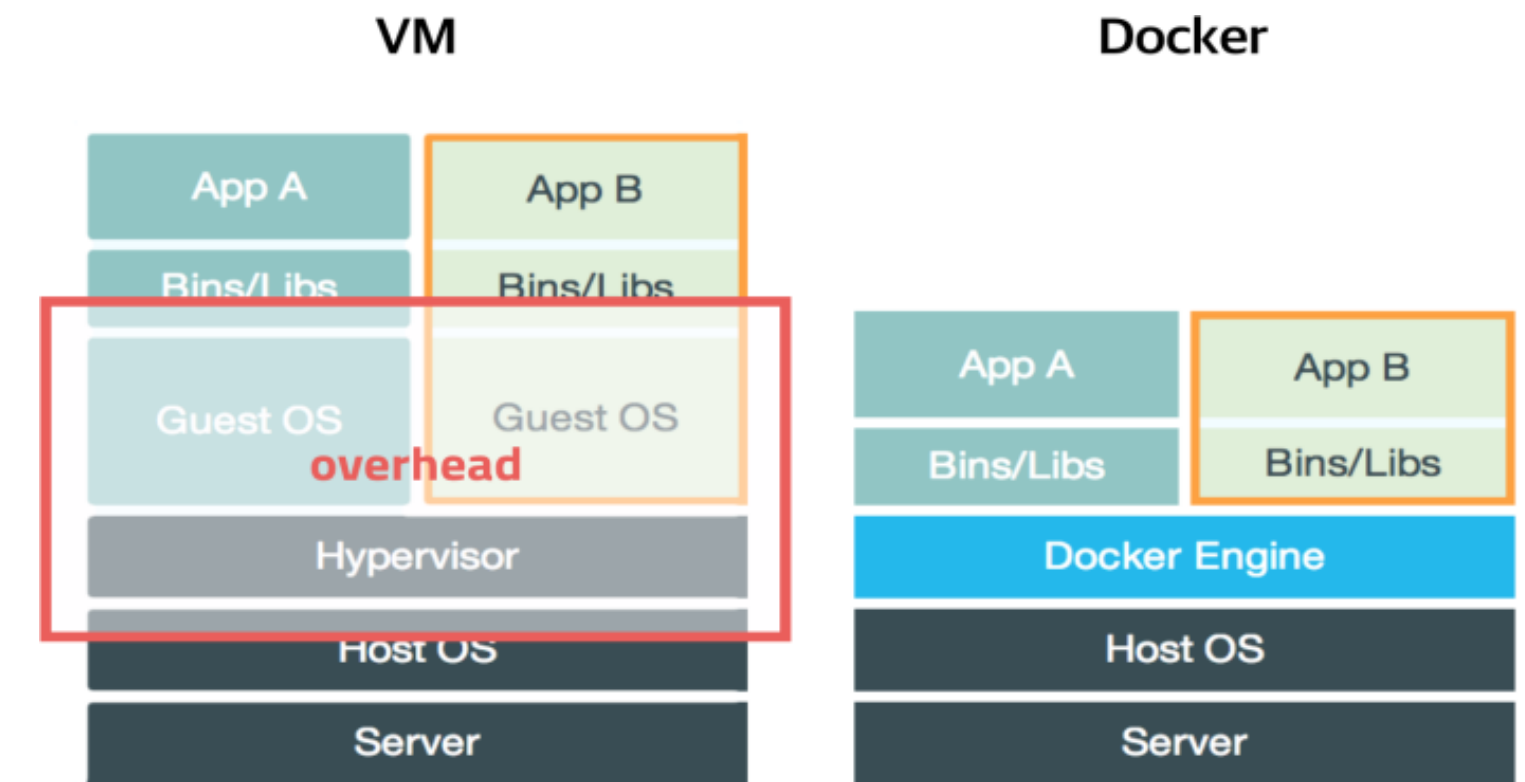 VM
App A
App B
Bins/Libs
Bins/Libs
Guest OS
Guest OS
overhead
Hypervisor
Host OS
Server
Docker
App A
App B
Bins/Libs
Bins/Libs
Docker Engine
Host OS
Server